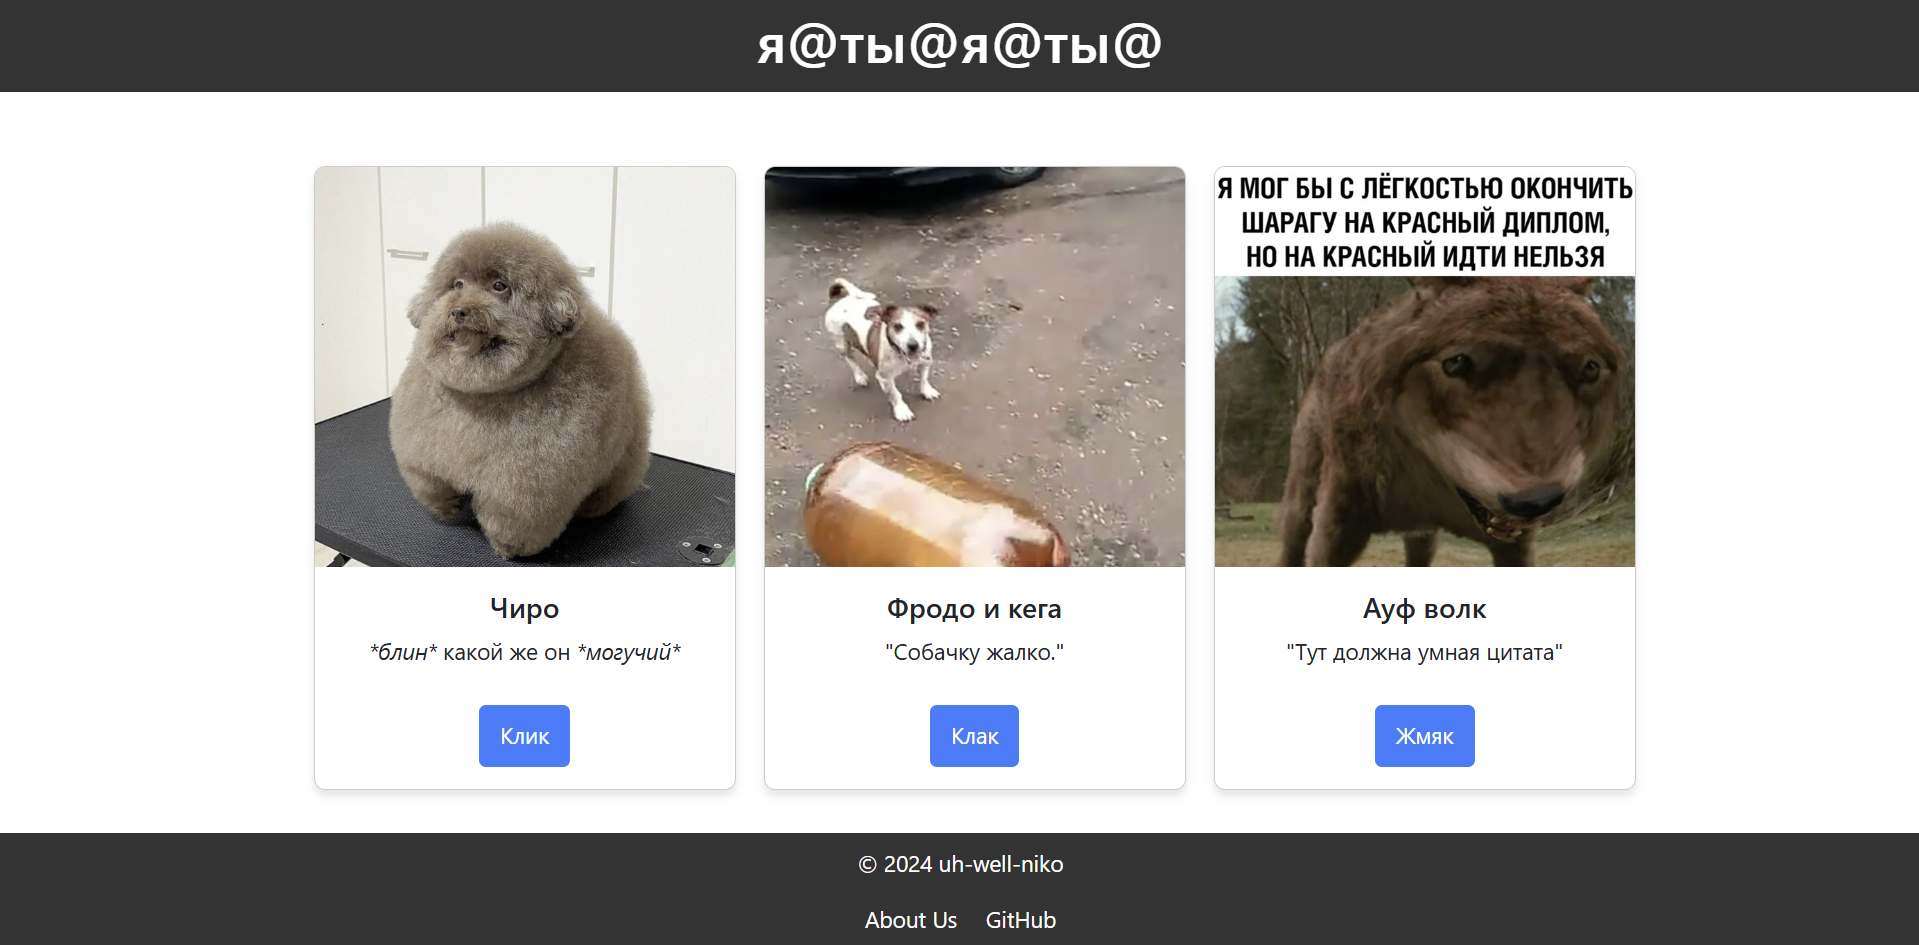 я@ты@я@ты@
Я МОГ БЫ С ЛЁГКОСТЬЮ ОКОНЧИТЬ
ШАРАГУ НА КРАСНЫЙ ДИПЛОМ,
НО НА КРАСНЫЙ ИДТИ НЕЛЬЗЯ
Чиро
*блин* какой же он *могучий*
Клик
Фродо и кега
"Собачку жалко."
Клак
Ауф волк
"Тут должна умная цитата"
Жмяк
© 2024 uh-well-niko
About Us GitHub